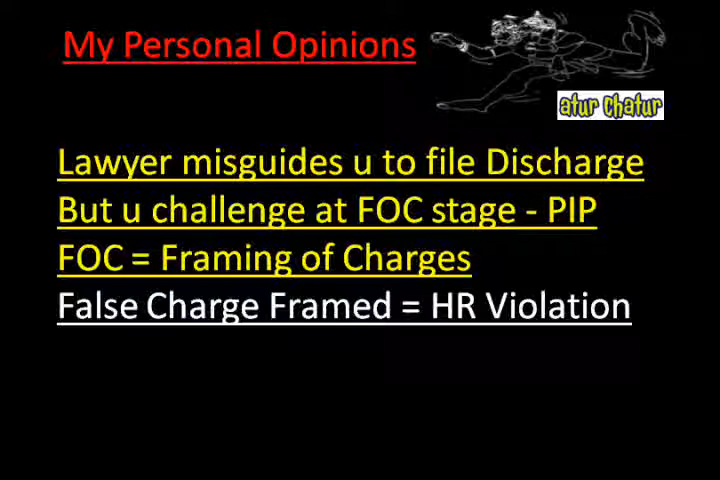 My Personal Opinions
atur chatur
Lawyer misguides u to file Discharge
But u challenge at FOC stage - PIP
FOC = Framing of Charges
False Charge Framed = HR Violation